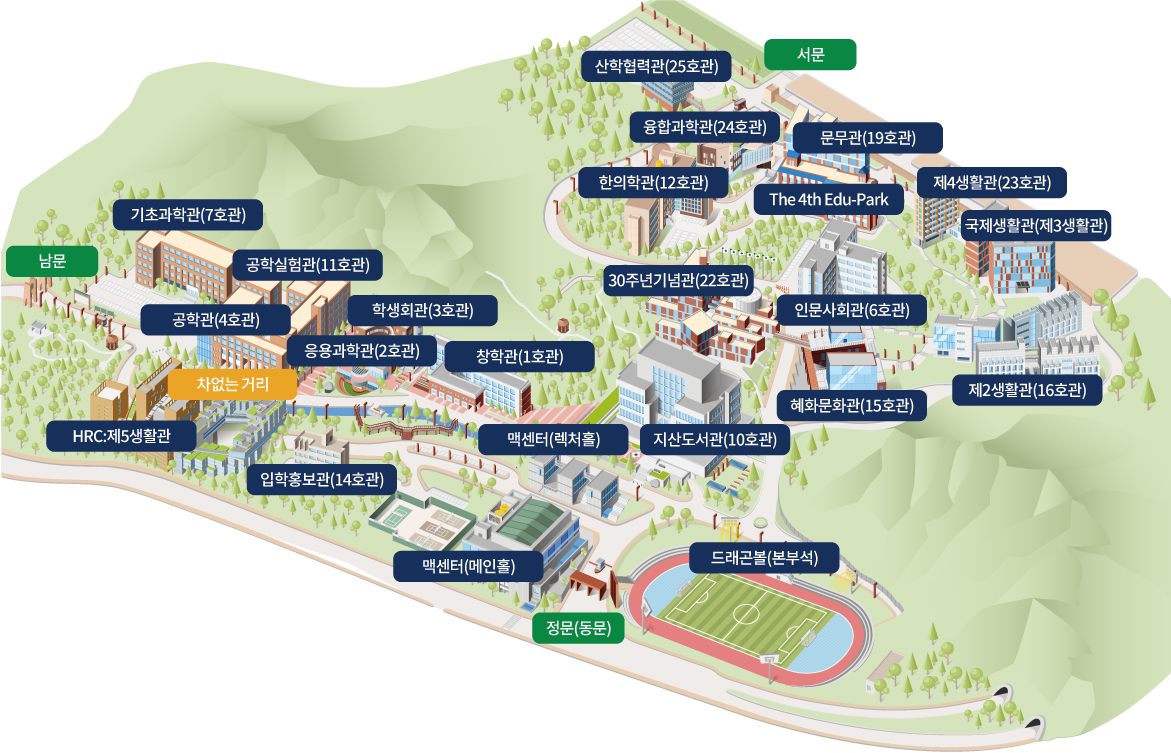 서문
산학협력관(25호관)
융합과학관(24호관)
문무관(19호관)
한의학관(12호관)
제4생활관(23호관)
The 4th Edu-Park
기초과학관(7호관)
국제생활관(제3생활관)
남문
공학실험관(11호관)
30주년기념관(22호관)
학생회관(3호관)
인문사회관(6호관)
공학관(4호관)
응용과학관(2호관)
창학관(1호관)
차없는 거리
제2생활관(16호관)
혜화문화관(15호관)
HRC:제5생활관
맥센터(렉처홀)
지산도서관(10호관)
입학홍보관(14호관)
드래곤볼(본부석)
맥센터(메인홀)
정문(동문)